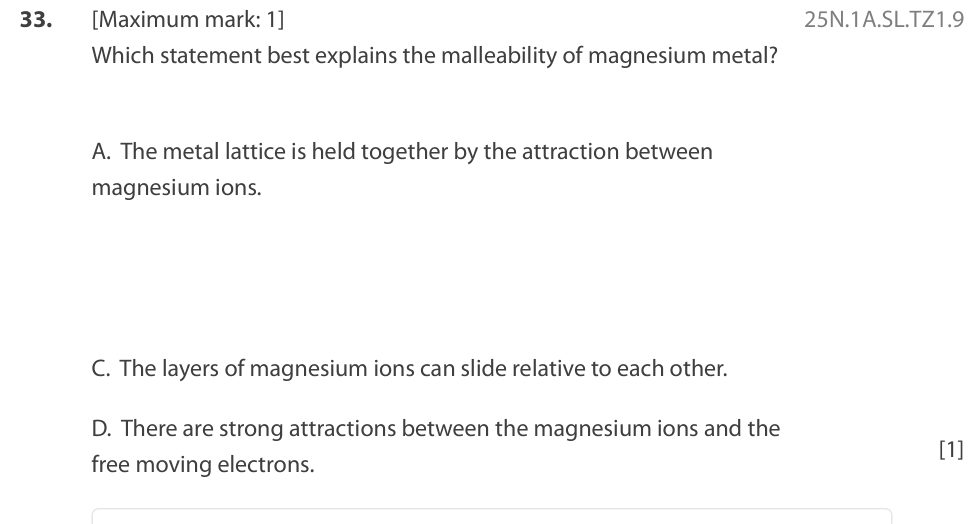 33. [Maximum mark: 1] 25N.1A.SL.TZ1.9
Which statement best explains the malleability of magnesium metal?
A. The metal lattice is held together by the attraction between
magnesium ions.
C. The layers of magnesium ions can slide relative to each other.
D. There are strong attractions between the magnesium ions and the
free moving electrons.
[1]